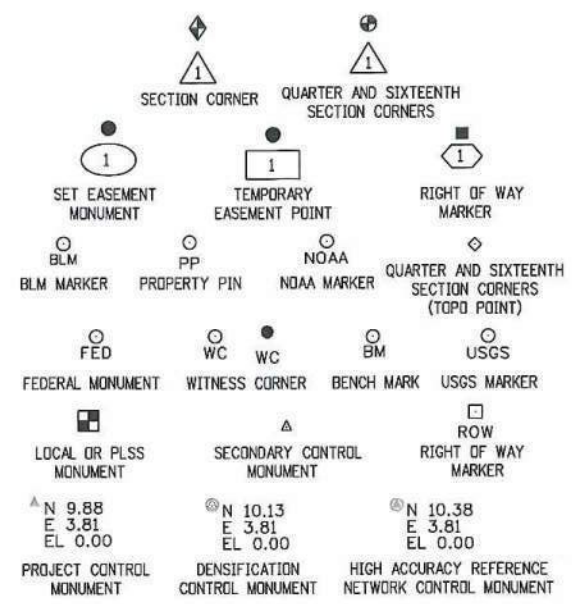 1
1
SECTION CORNER
QUARTER AND SIXTEENTH
SECTION CORNERS
1
1
1
SET EASEMENT
MONUMENT
TEMPORARY
EASEMENT POINT
RIGHT OF WAY
MARKER
BLM
PP
NOAA
BLM MARKER
PROPERTY PIN
NOAA MARKER
QUARTER AND SIXTEENTH
SECTION CORNERS
(TOPO POINT)
FED
WC
WC
BM
USGS
FEDERAL MONUMENT
WITNESS CORNER
BENCH MARK
USGS MARKER
LOCAL OR PLSS
MONUMENT
SECONDARY CONTROL
MONUMENT
ROW
RIGHT OF WAY
MARKER
N 9.88
E 3.81
EL 0.00
PROJECT CONTROL
MONUMENT
N 10.13
E 3.81
EL 0.00
DENSIFICATION
CONTROL MONUMENT
N 10.38
E 3.81
EL 0.00
HIGH ACCURACY REFERENCE
NETWORK CONTROL MONUMENT